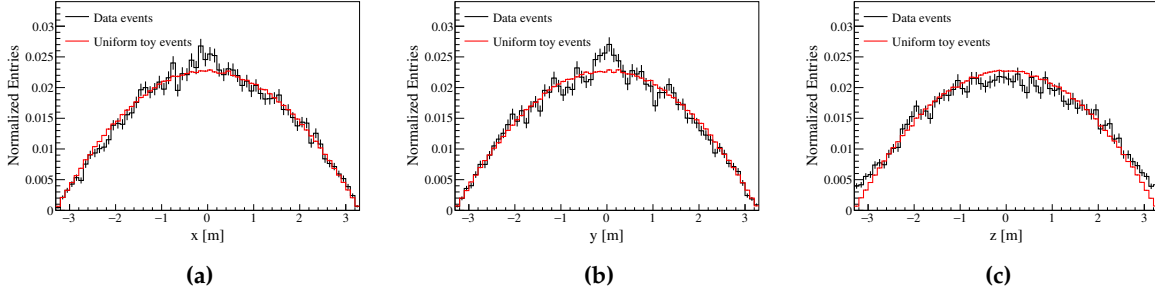 Normalized Entries
0.03
0.025
0.02
0.015
0.01
0.005
0
Data events
Uniform toy events
−3 −2 −1 0 1 2 3
x [m]
(a)
Normalized Entries
0.03
0.025
0.02
0.015
0.01
0.005
0
Data events
Uniform toy events
−3 −2 −1 0 1 2 3
y [m]
(b)
Normalized Entries
0.03
0.025
0.02
0.015
0.01
0.005
0
Data events
Uniform toy events
−3 −2 −1 0 1 2 3
z [m]
(c)